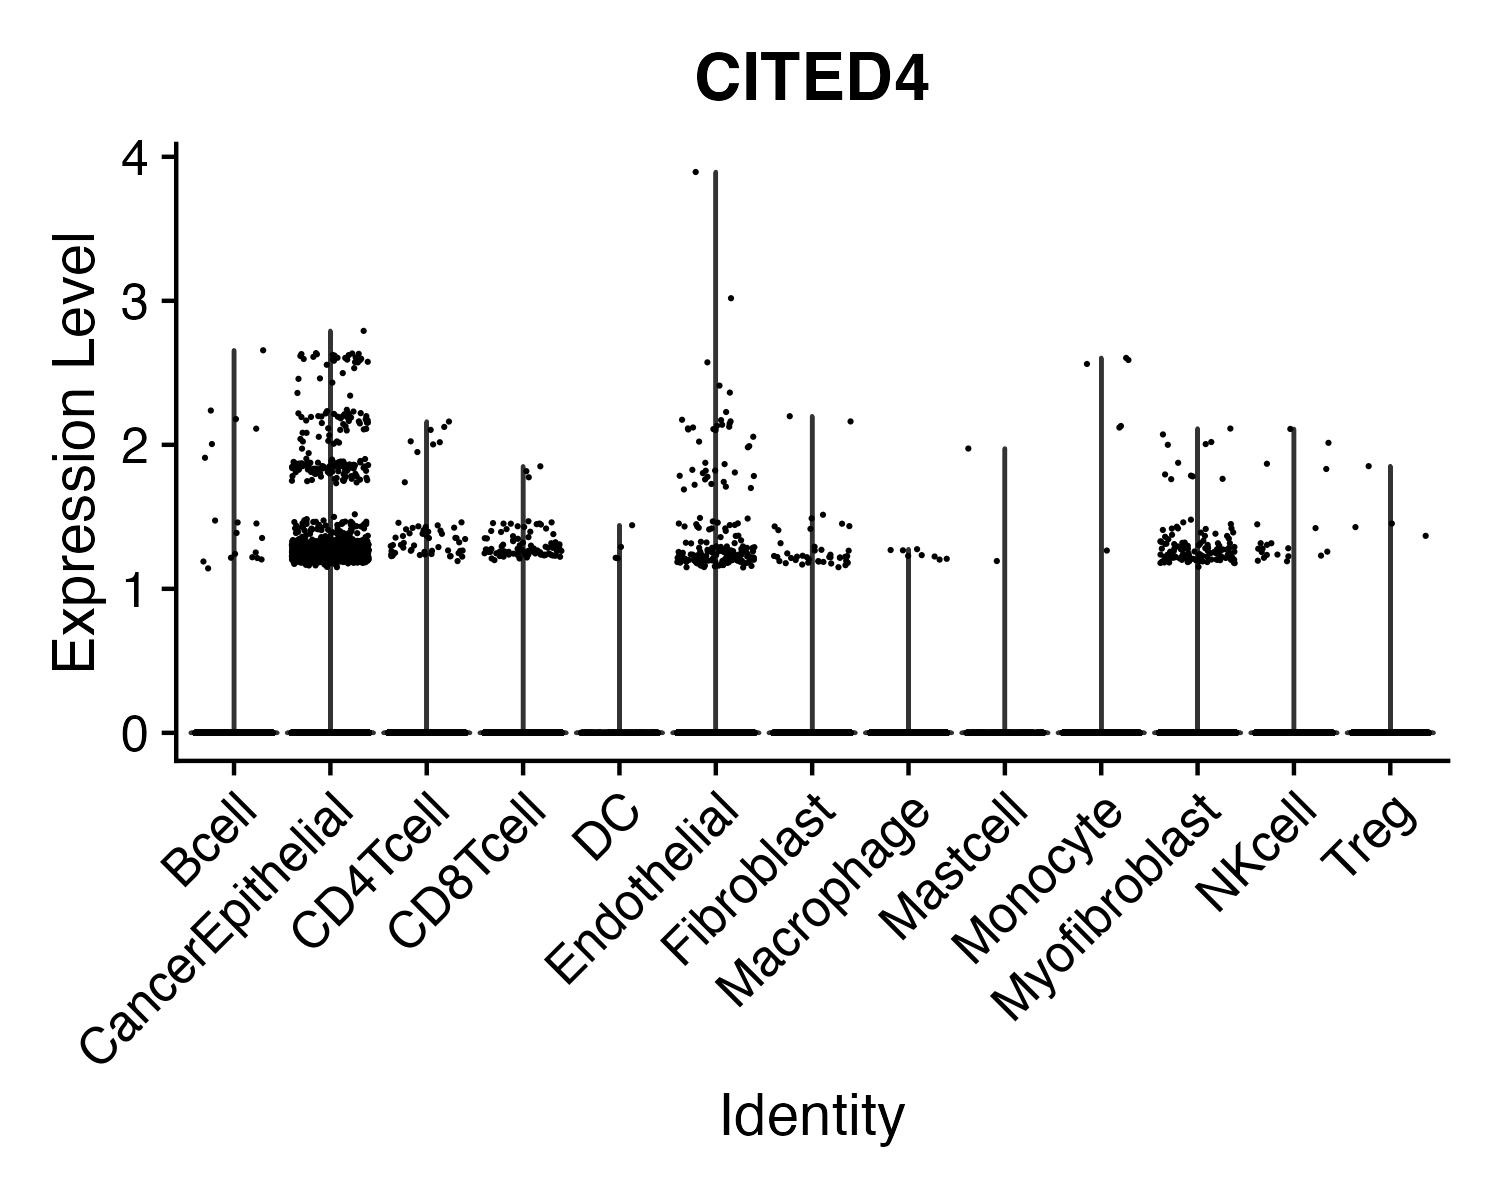 CITED4
Expression Level
4
3
2
1
0
Bcell
CancerEpithelial
CD4Tcell
CD8Tcell
DC
Endothelial
Fibroblast
Macrophage
Mastcell
Monocyte
Myofibroblast
NKcell
Treg
Identity